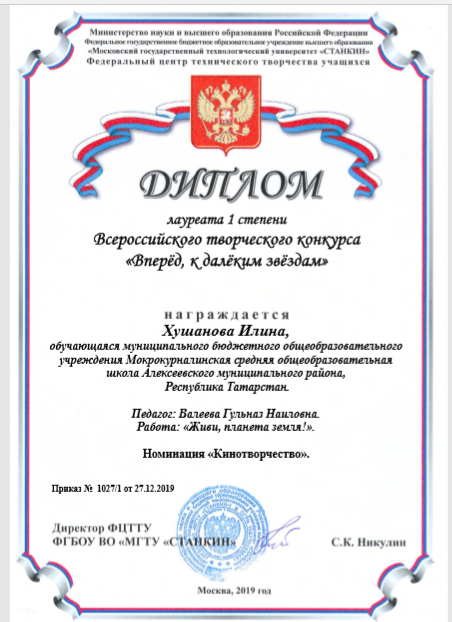 Министерство науки и высшего образования Российской Федерации
Федеральное государственное бюджетное образовательное учреждение высшего образования
«Московский государственный технологический университет «СТАНКИН»
Федеральный центр технического творчества учащихся
ДИПЛОМ
лауреата 1 степени
Всероссийского творческого конкурса
«Вперёд, к далёким звёздам»
награждается
Хушанова Илина,
обучающаяся муниципального бюджетного общеобразовательного
учреждения Мокрокурналинская средняя общеобразовательная
школа Алексеевского муниципального района,
Республика Татарстан.
Педагог: Валеева Гульназ Наиловна.
Работа: «Живи, планета земля!».
Номинация «Кинотворчество».
Приказ № 1027/1 от 27.12.2019
Директор ФЦТТУ
ФГБОУ ВО «МГТУ «СТАНКИН»
С.К. Никулин
Москва, 2019 год